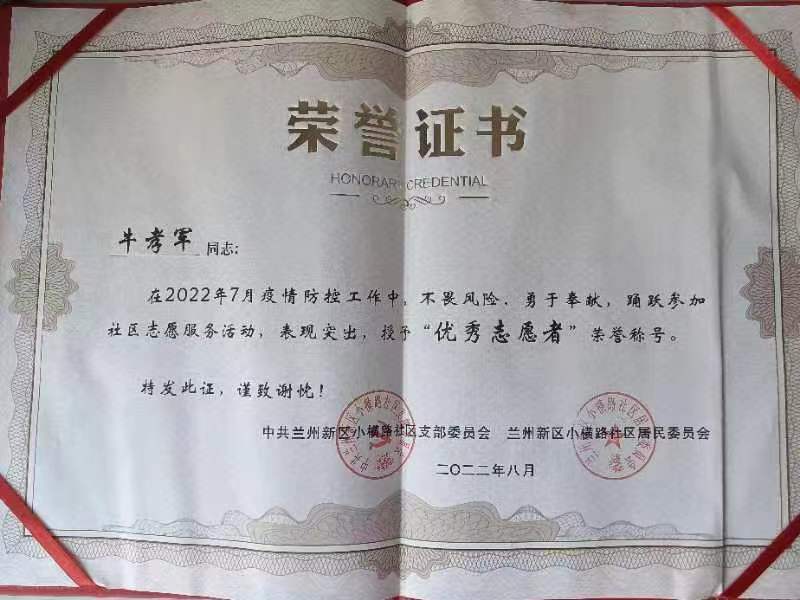 荣誉证书
HONORARY CREDENTIAL
牛孝军 同志：
在2022年7月疫情防控工作中，不畏风险、勇于奉献，踊跃参加
社区志愿服务活动，表现突出，授予“优秀志愿者”荣誉称号。
特发此证，谨致谢忱！
中共兰州新区小横路社区支部委员会 兰州新区小横路社区居民委员会
二〇二二年八月